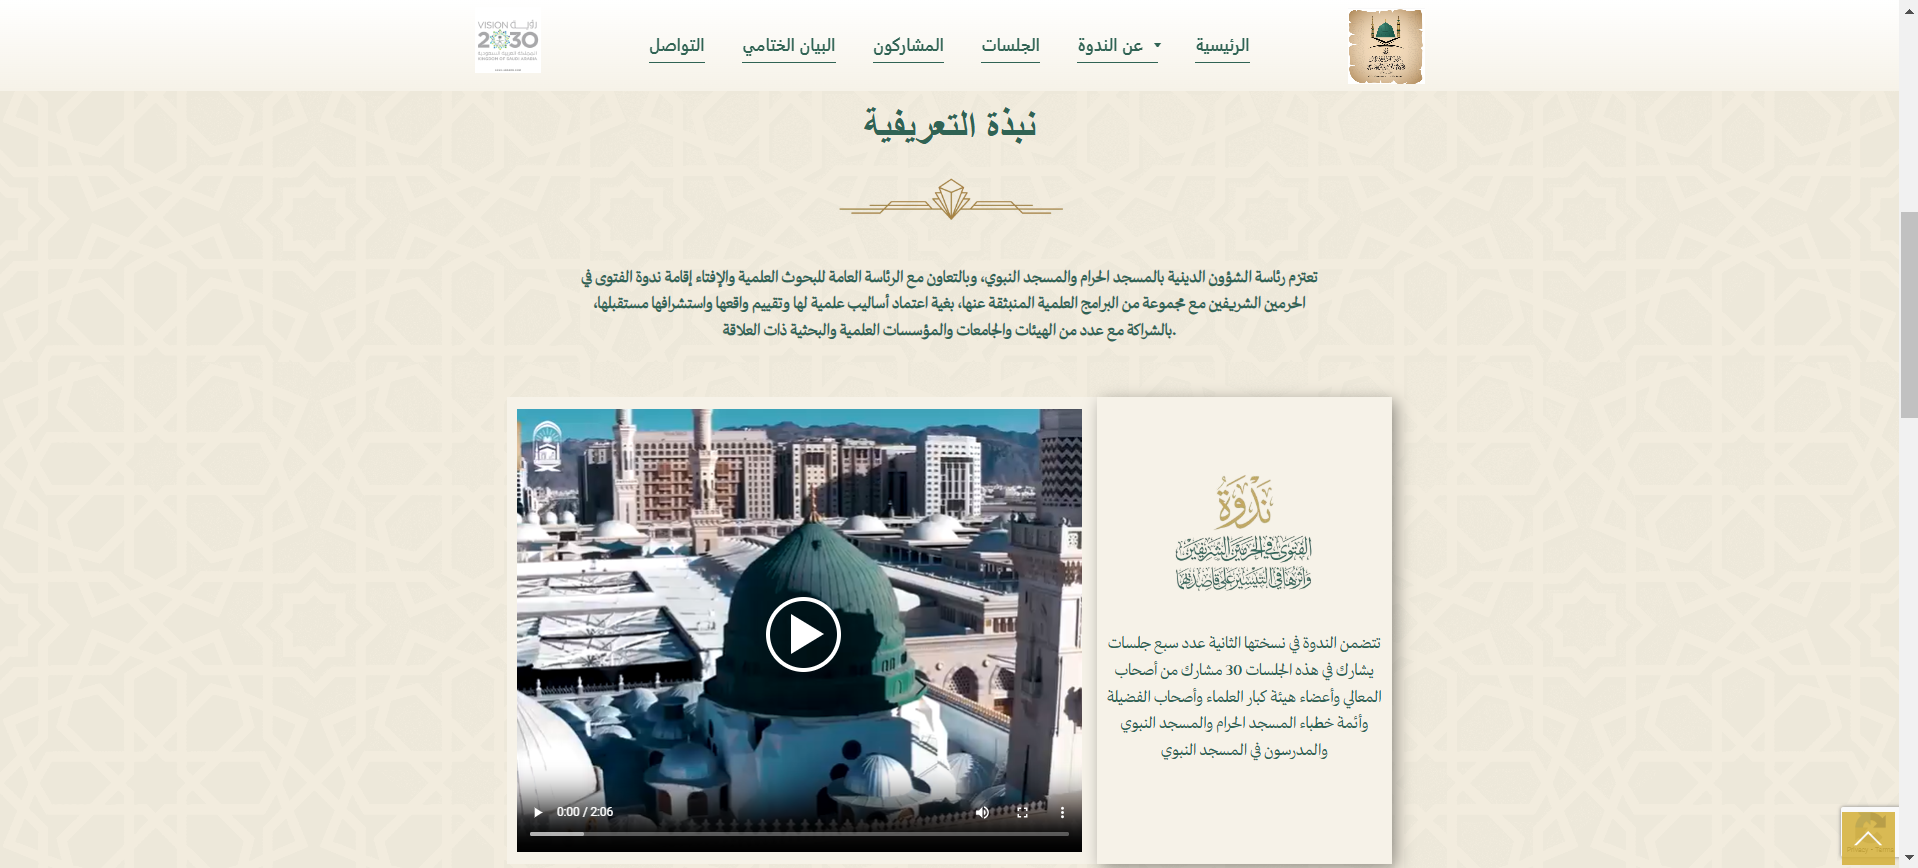 الرئيسية
عن الندوة
الجلسات
المشاركون
البيان الختامي
التواصل
VISION رؤيـة
2030
المملكة العربية السعودية
KINGDOM OF SAUDI ARABIA
نبذة التعريفية
تعتزم رئاسة الشؤون الدينية بالمسجد الحرام والمسجد النبوي، وبالتعاون مع الرئاسة العامة للبحوث العلمية والإفتاء إقامة ندوة الفتوى في
الحرمين الشريفين مع مجموعة من البرامج العلمية المنبثقة عنها، بغية اعتماد أساليب علمية لها وتقييم واقعها واستشرافها مستقبلها،
بالشراكة مع عدد من الهيئات والجامعات والمؤسسات العلمية والبحثية ذات العلاقة.
نَدْوَةُ
الفتوى في الحرمين الشريفين
وأثرها في التيسير على قاصديهما
تتضمن الندوة في نسختها الثانية عدد سبع جلسات
يشارك في هذه الجلسات 30 مشارك من أصحاب
المعالي وأعضاء هيئة كبار العلماء وأصحاب الفضيلة
وأئمة خطباء المسجد الحرام والمسجد النبوي
والمدرسون في المسجد النبوي
0:00 / 2:06
Privacy - Terms